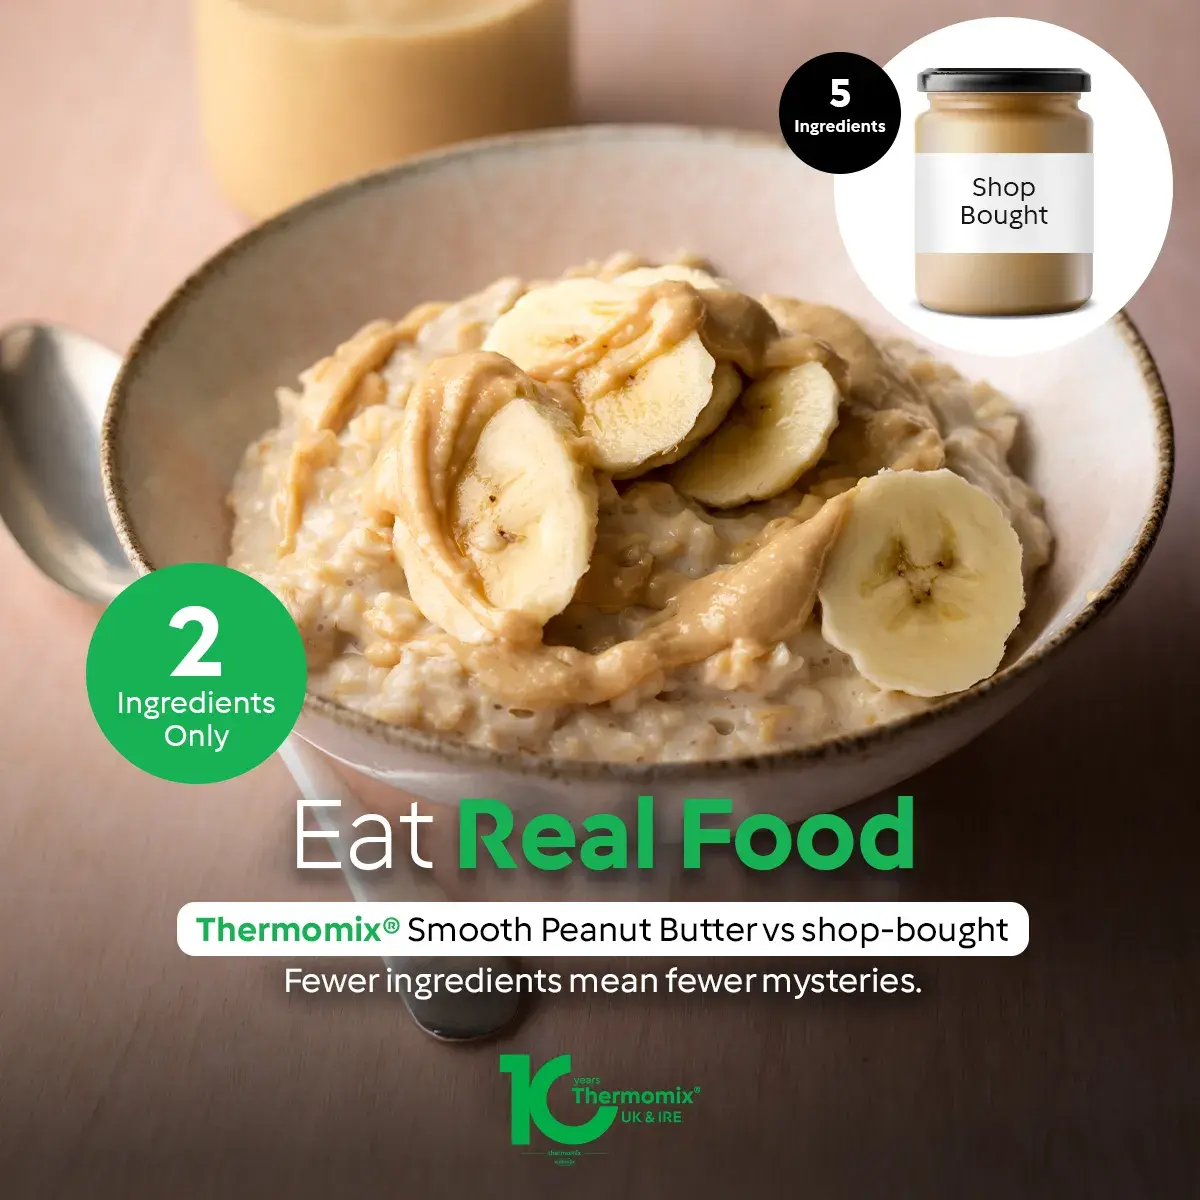 5
Ingredients
Shop
Bought
2
Ingredients
Only
Eat Real Food
Thermomix® Smooth Peanut Butter vs shop-bought
Fewer ingredients mean fewer mysteries.
10
years
Thermomix®
UK & IRE
thermomix